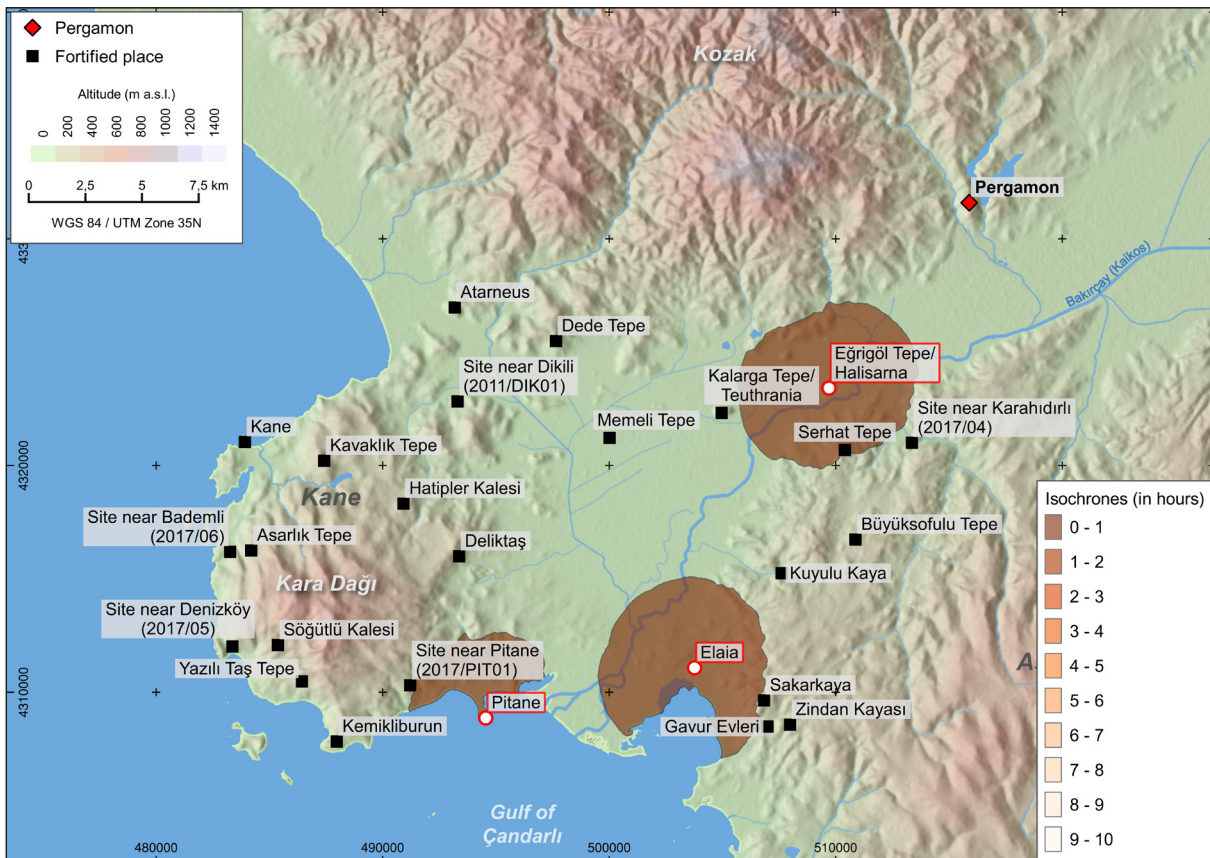 Pergamon
Fortified place
Altitude (m a.s.l.)
0
200
400
600
800
1000
1200
1400
0
2,5
5
7,5 km
WGS 84 / UTM Zone 35N
Kozak
Pergamon
Bakırçay (Kaikos)
Atarneus
Dede Tepe
Eğrigöl Tepe/
Halisarna
Kalarga Tepe/
Teuthrania
Site near Dikili
(2011/DIK01)
Site near Karahıdırlı
(2017/04)
Memeli Tepe
Serhat Tepe
Kane
Kavaklık Tepe
Kane
Hatipler Kalesi
Site near Bademli
(2017/06)
Asarlık Tepe
Deliktaş
Büyüksofulu Tepe
Kuyulu Kaya
Kara Dağı
Site near Denizköy
(2017/05)
Söğütlü Kalesi
Site near Pitane
(2017/PIT01)
Elaia
Yazılı Taş Tepe
Pitane
Sakarkaya
Zindan Kayası
Gavur Evleri
Kemikliburun
Gulf of
Çandarlı
Isochrones (in hours)
0 - 1
1 - 2
2 - 3
3 - 4
4 - 5
5 - 6
6 - 7
7 - 8
8 - 9
9 - 10
4320000
4310000
480000
490000
500000
510000